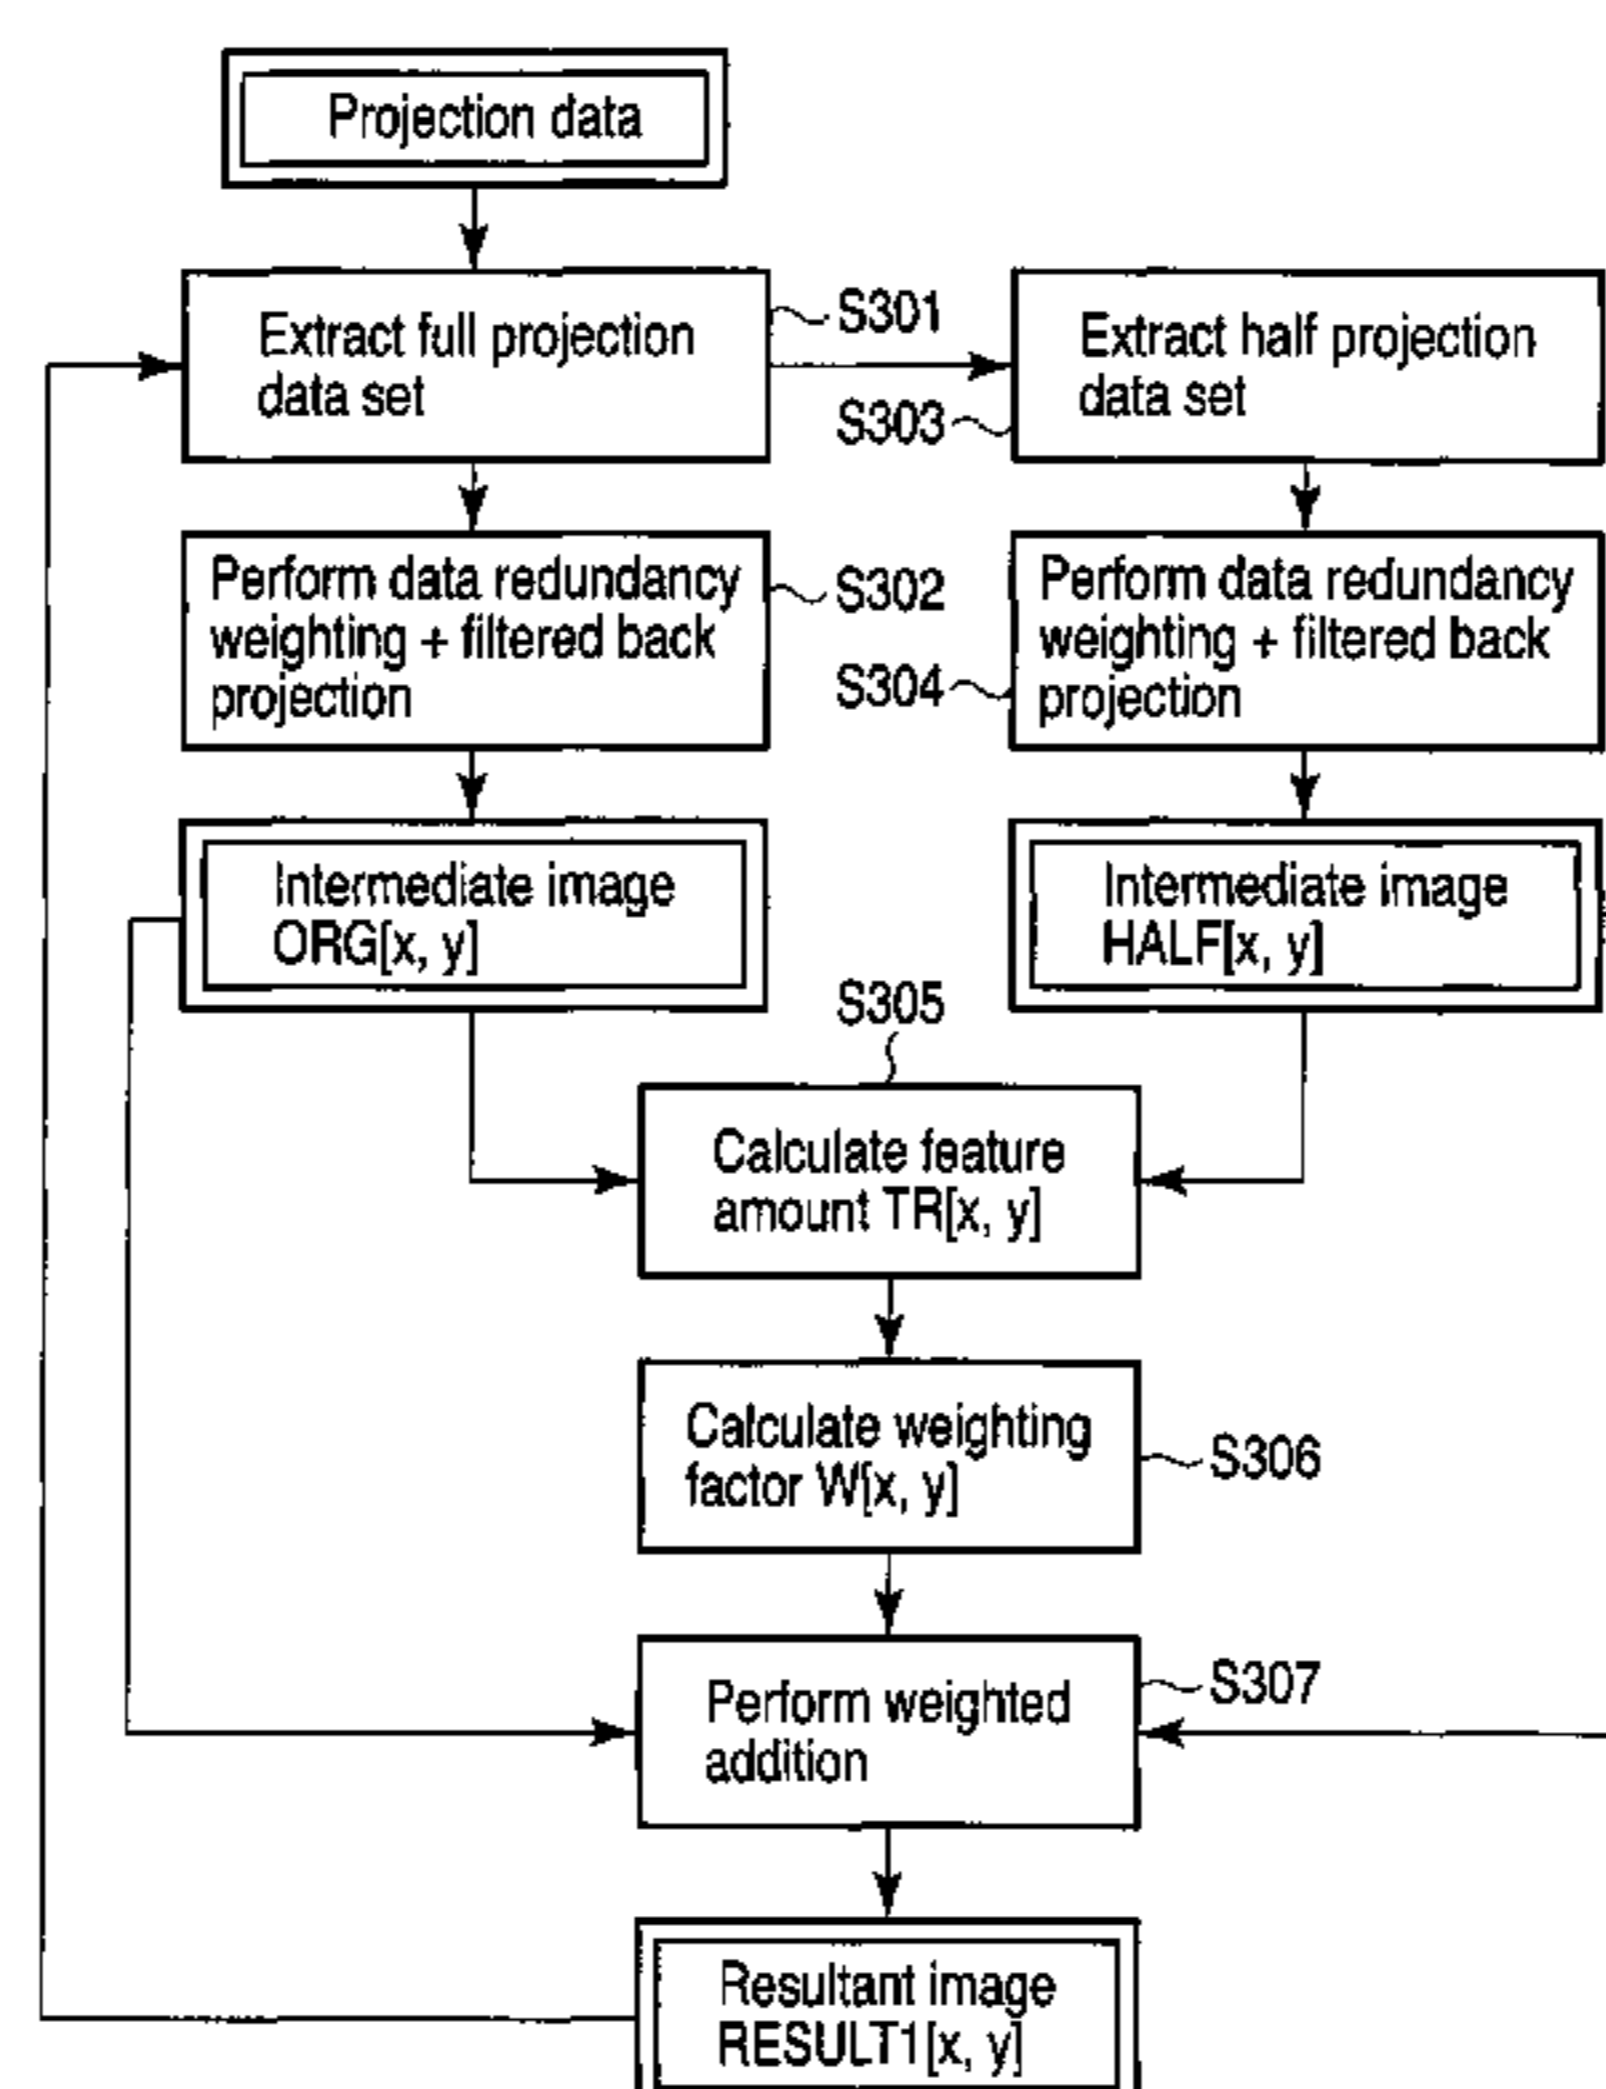 Projection data
Extract full projection
data set
S301
Extract half projection
data set
S303
Perform data redundancy
weighting + filtered back
projection
S302
Perform data redundancy
weighting + filtered back
projection
S304
Intermediate image
ORG[x, y]
Intermediate image
HALF[x, y]
S305
Calculate feature
amount TR[x, y]
Calculate weighting
factor W[x, y]
S306
Perform weighted
addition
S307
Resultant image
RESULT1[x, y]